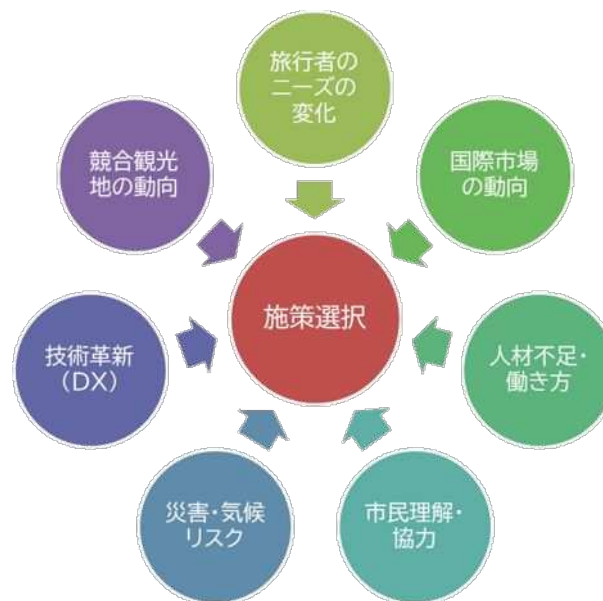 旅行者の
ニーズの
変化
競合観光
地の動向
国際市場
の動向
施策選択
技術革新
（DX）
人材不足・
働き方
災害・気候
リスク
市民理解・
協力